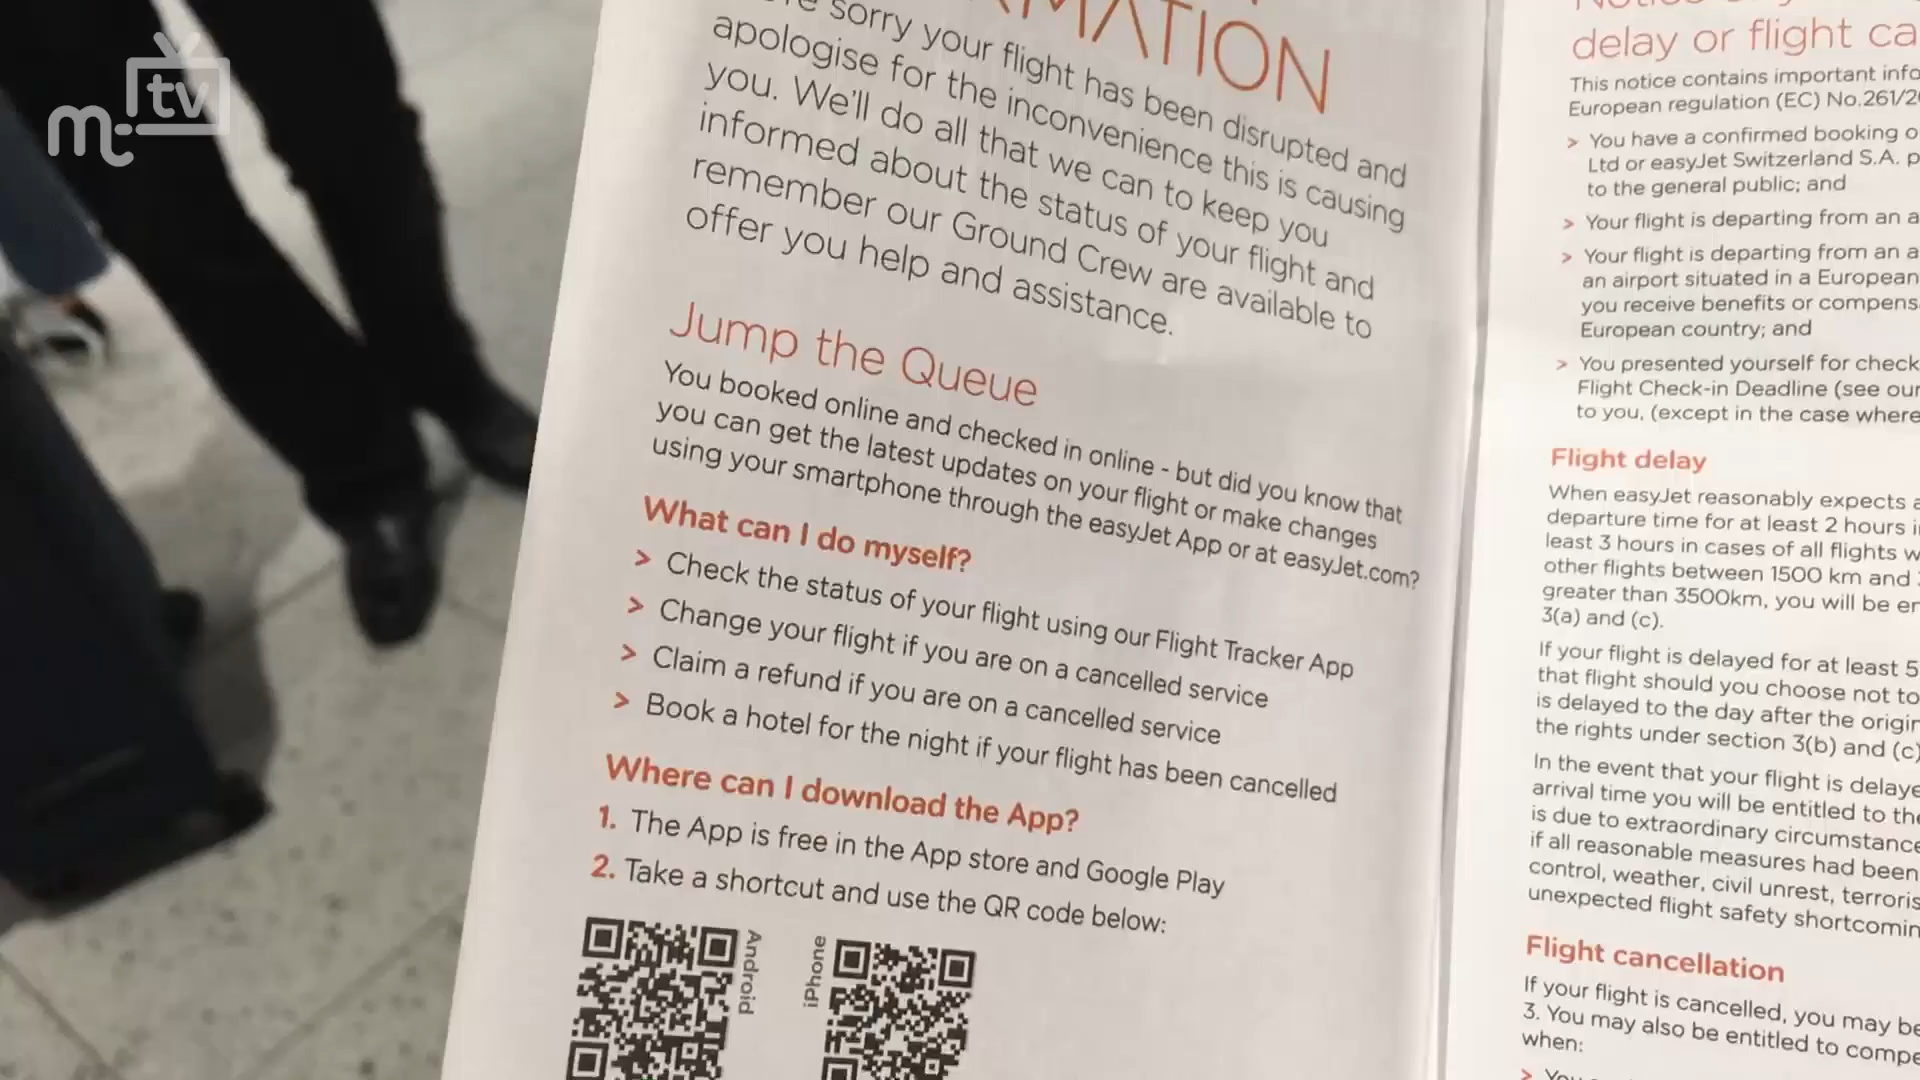 m.tv
MATION
sorry your flight has been disrupted and
apologise for the inconvenience this is causing
you. We'll do all that we can to keep you
informed about the status of your flight and
remember our Ground Crew are available to
offer you help and assistance.
Jump the Queue
You booked online and checked in online - but did you know that
you can get the latest updates on your flight or make changes
using your smartphone through the easyJet App or at easyJet.com?
What can I do myself?
> Check the status of your flight using our Flight Tracker App
> Change your flight if you are on a cancelled service
> Claim a refund if you are on a cancelled service
> Book a hotel for the night if your flight has been cancelled
Where can I download the App?
1. The App is free in the App store and Google Play
2. Take a shortcut and use the QR code below:
Android
iPhone
delay or flight ca
This notice contains important info
European regulation (EC) No.261/2
> You have a confirmed booking o
Ltd or easyJet Switzerland S.A. p
to the general public; and
> Your flight is departing from an a
> Your flight is departing from an a
an airport situated in a European
you receive benefits or compens
European country; and
> You presented yourself for check
Flight Check-in Deadline (see our
to you, (except in the case where
Flight delay
When easyJet reasonably expects a
departure time for at least 2 hours i
least 3 hours in cases of all flights w
other flights between 1500 km and
greater than 3500km, you will be en
3(a) and (c).
If your flight is delayed for at least 5
that flight should you choose not to
is delayed to the day after the origin
the rights under section 3(b) and (c)
In the event that your flight is delaye
arrival time you will be entitled to the
is due to extraordinary circumstance
if all reasonable measures had been
control, weather, civil unrest, terroris
unexpected flight safety shortcomin
Flight cancellation
If your flight is cancelled, you may be
3. You may also be entitled to compe
when: